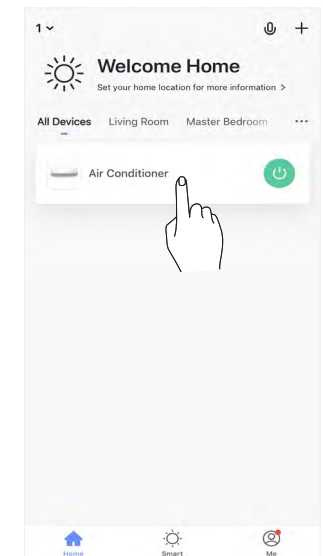 1
Welcome Home
Set your home location for more information >
All Devices Living Room Master Bedroom ...
Air Conditioner
Home Smart Me